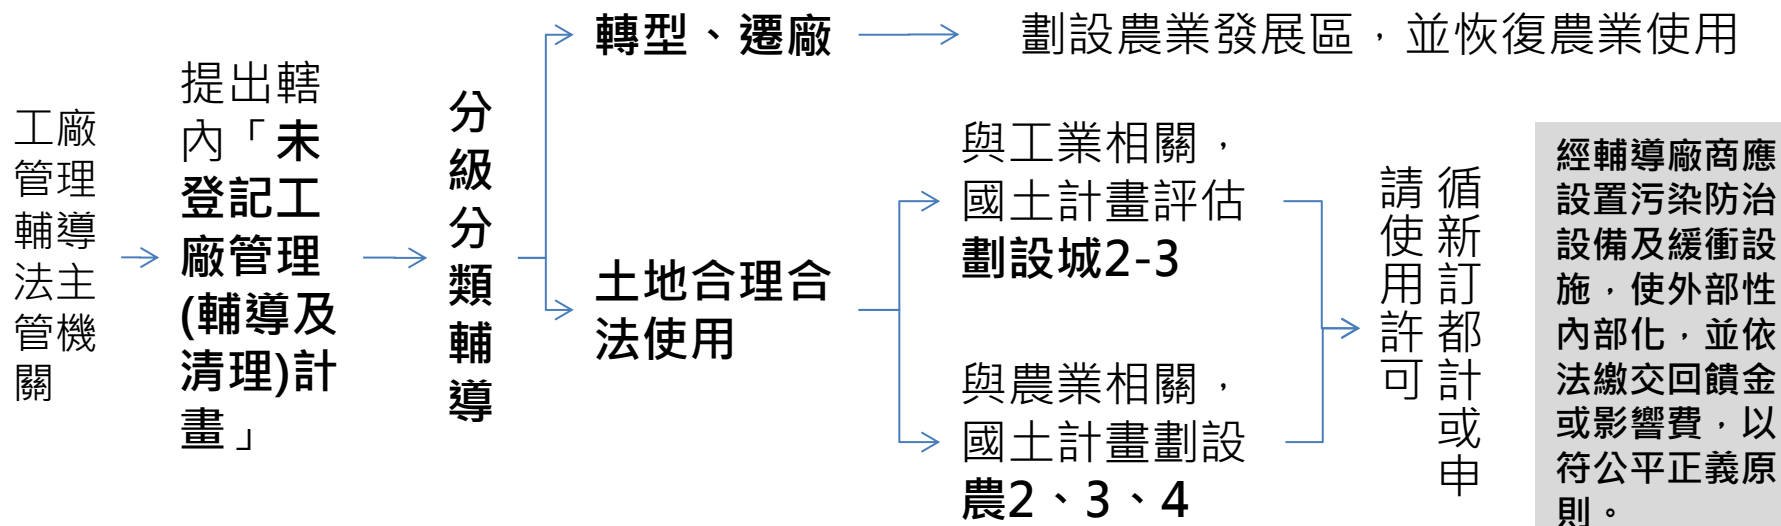 工廠
管理
輔導
法主
管機
關
提出轄
內「未
登記工
廠管理
(輔導及
清理)計
畫」
分
級
分
類
輔
導
轉型、遷廠
劃設農業發展區,並恢復農業使用
土地合理合
法使用
與工業相關,
國土計畫評估
劃設城2-3
與農業相關,
國土計畫劃設
農2、3、4
循新訂都計或申
請使用許可
經輔導廠商應
設置污染防治
設備及緩衝設
施,使外部性
內部化,並依
法繳交回饋金
或影響費,以
符公平正義原
則。